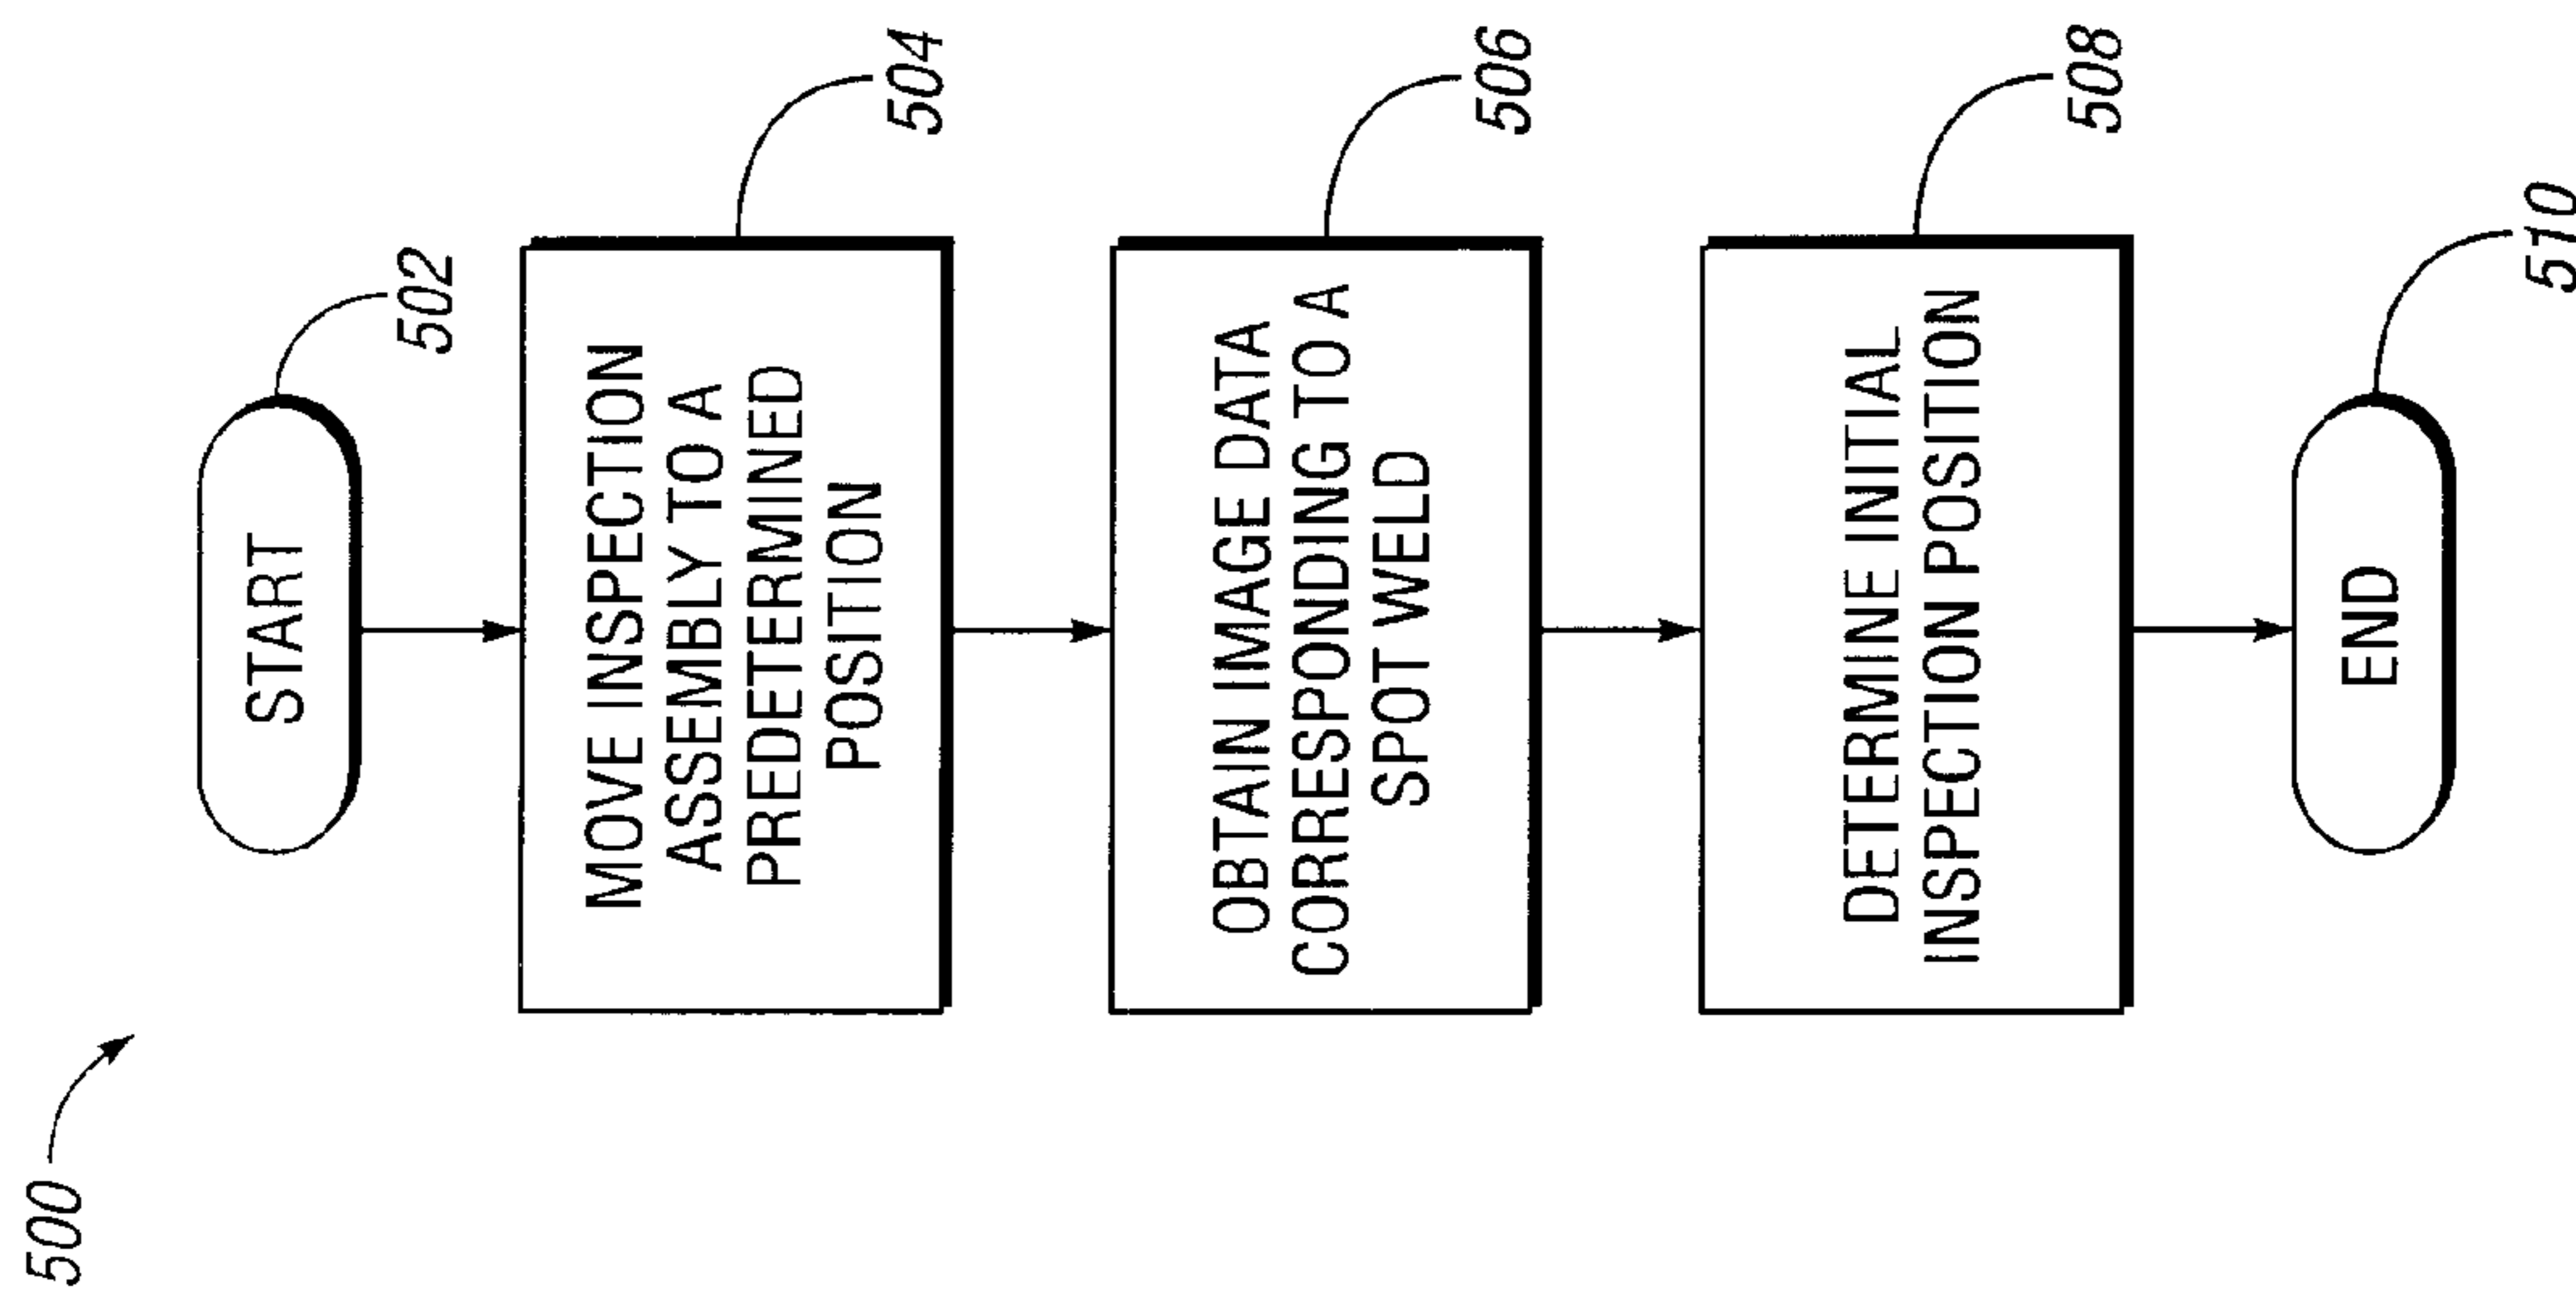 500
START
502
MOVE INSPECTION
ASSEMBLY TO A
PREDETERMINED
POSITION
504
OBTAIN IMAGE DATA
CORRESPONDING TO A
SPOT WELD
506
DETERMINE INITIAL
INSPECTION POSITION
508
END
510